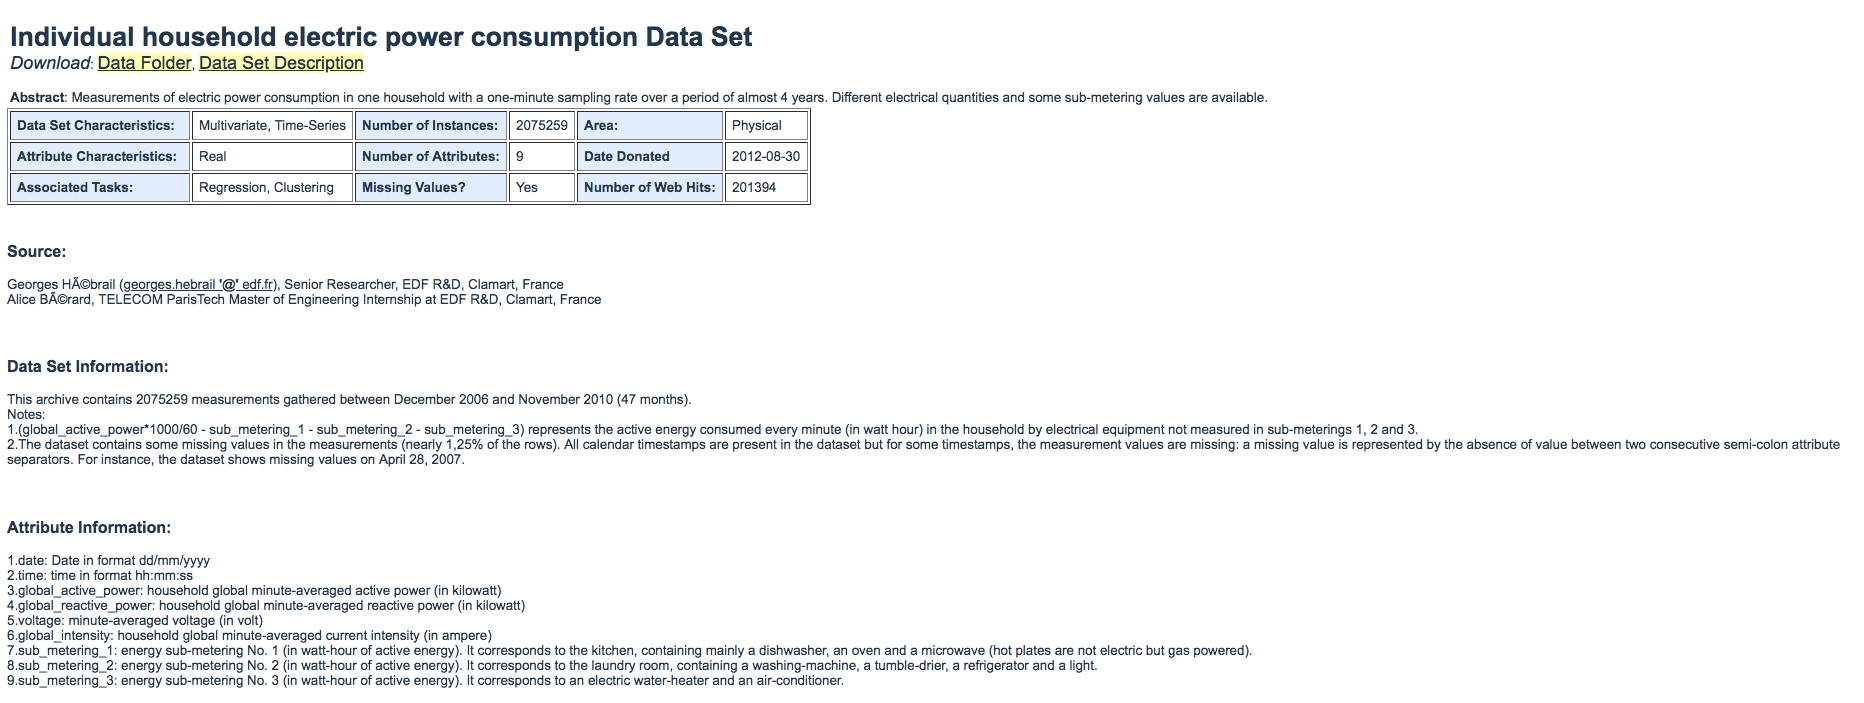 Individual household electric power consumption Data Set
Download: Data Folder, Data Set Description
Abstract: Measurements of electric power consumption in one household with a one-minute sampling rate over a period of almost 4 years. Different electrical quantities and some sub-metering values are available.
Data Set Characteristics: Multivariate, Time-Series Number of Instances: 2075259 Area: Physical
Attribute Characteristics: Real Number of Attributes: 9 Date Donated 2012-08-30
Associated Tasks: Regression, Clustering Missing Values? Yes Number of Web Hits: 201394
Source:
Georges HÃ©brail (georges.hebrail '@' edf.fr), Senior Researcher, EDF R&D, Clamart, France
Alice BÃ©rard, TELECOM ParisTech Master of Engineering Internship at EDF R&D, Clamart, France
Data Set Information:
This archive contains 2075259 measurements gathered between December 2006 and November 2010 (47 months).
Notes:
1.(global_active_power*1000/60 - sub_metering_1 - sub_metering_2 - sub_metering_3) represents the active energy consumed every minute (in watt hour) in the household by electrical equipment not measured in sub-meterings 1, 2 and 3.
2.The dataset contains some missing values in the measurements (nearly 1,25% of the rows). All calendar timestamps are present in the dataset but for some timestamps, the measurement values are missing: a missing value is represented by the absence of value between two consecutive semi-colon attribute
separators. For instance, the dataset shows missing values on April 28, 2007.
Attribute Information:
1.date: Date in format dd/mm/yyyy
2.time: time in format hh:mm:ss
3.global_active_power: household global minute-averaged active power (in kilowatt)
4.global_reactive_power: household global minute-averaged reactive power (in kilowatt)
5.voltage: minute-averaged voltage (in volt)
6.global_intensity: household global minute-averaged current intensity (in ampere)
7.sub_metering_1: energy sub-metering No. 1 (in watt-hour of active energy). It corresponds to the kitchen, containing mainly a dishwasher, an oven and a microwave (hot plates are not electric but gas powered).
8.sub_metering_2: energy sub-metering No. 2 (in watt-hour of active energy). It corresponds to the laundry room, containing a washing-machine, a tumble-drier, a refrigerator and a light.
9.sub_metering_3: energy sub-metering No. 3 (in watt-hour of active energy). It corresponds to an electric water-heater and an air-conditioner.